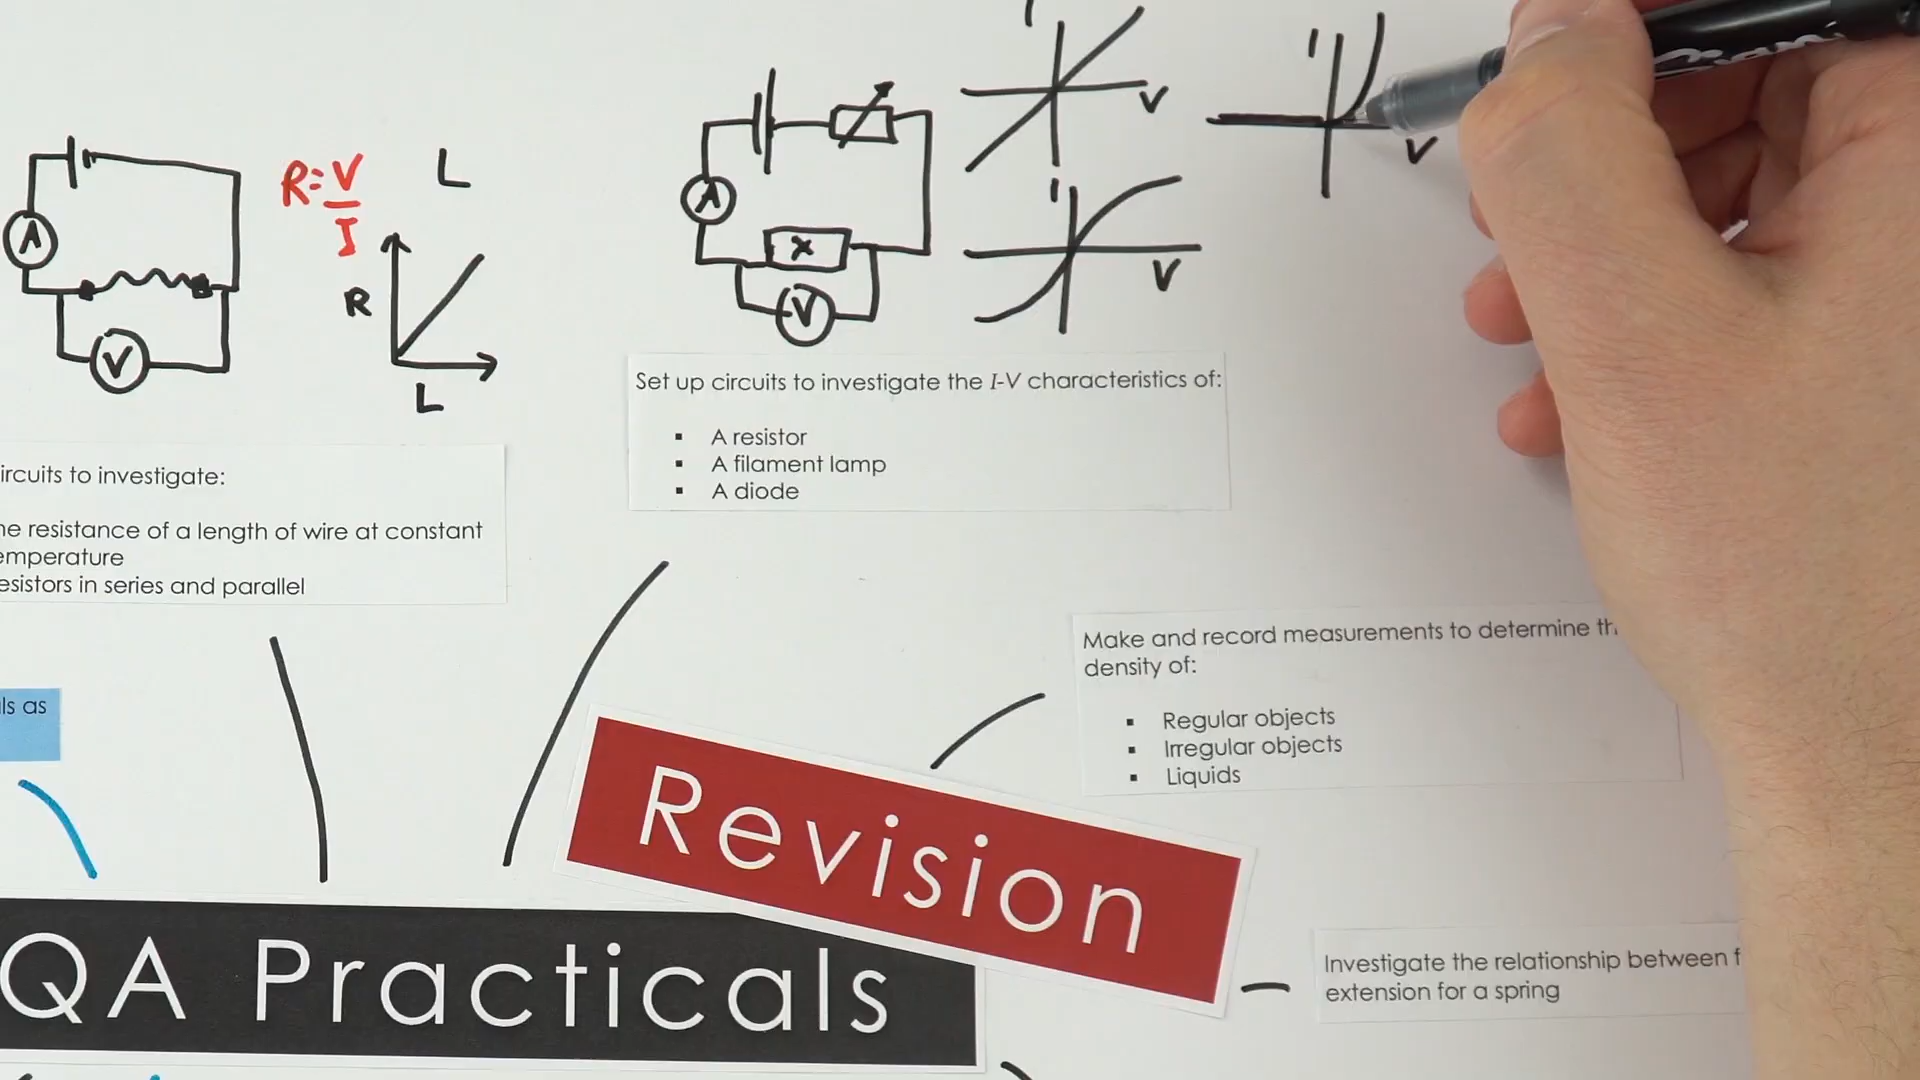 A
V
R=V
I
L
R
L
A
X
V
I
V
I
V
I
V
Set up circuits to investigate the I-V characteristics of:
▪ A resistor
▪ A filament lamp
▪ A diode
ircuits to investigate:
he resistance of a length of wire at constant
emperature
esistors in series and parallel
Make and record measurements to determine th
density of:
▪ Regular objects
▪ Irregular objects
▪ Liquids
ls as
Revision
QA Practicals
Investigate the relationship between f
extension for a spring